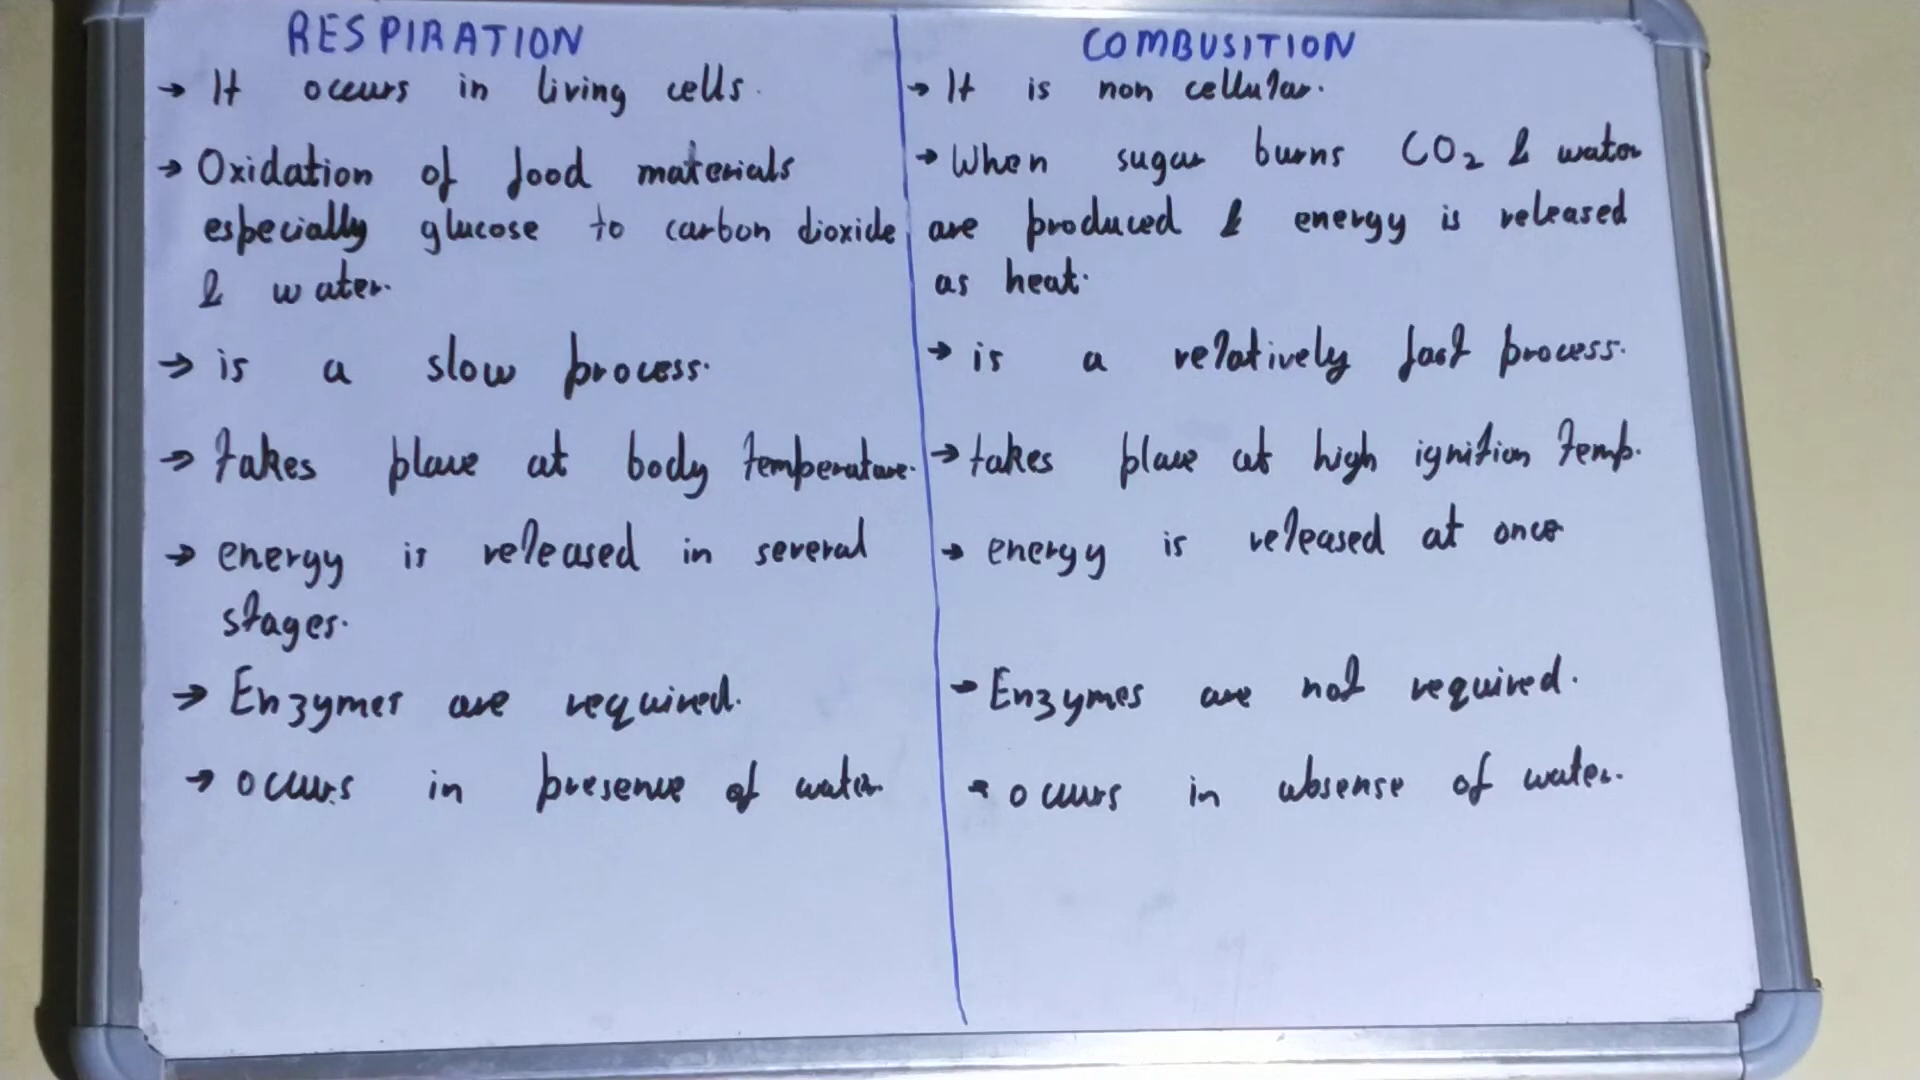 RESPIRATION
→ It occurs in living cells.
→ Oxidation of food materials
especially glucose to carbon dioxide
& water.
→ is a slow process.
→ takes place at body temperature.
→ energy is released in several
stages.
→ Enzymes are required.
→ occurs in presence of water
COMBUSITION
→ It is non cellular.
→ When sugar burns CO₂ & water
are produced & energy is released
as heat.
→ is a relatively fast process.
→ takes place at high ignition temp.
→ energy is released at once
→ Enzymes are not required.
→ occurs in absense of water.